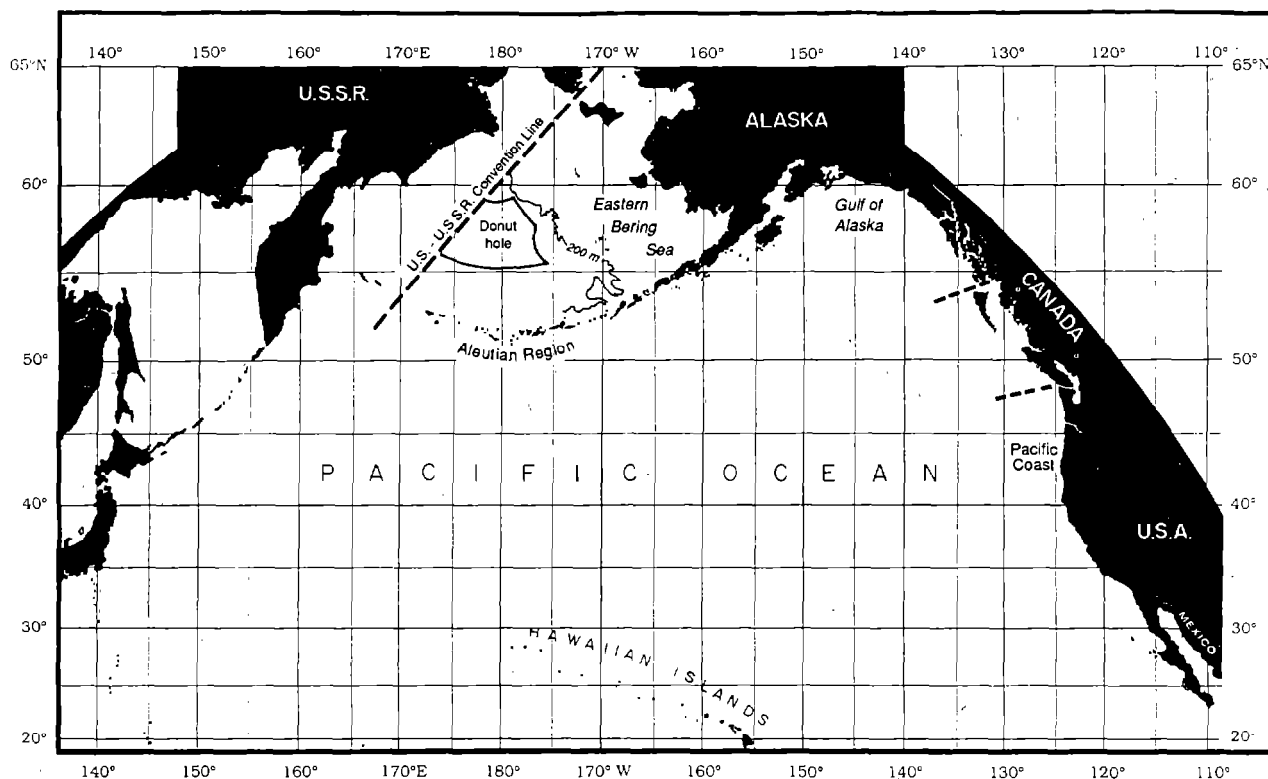 140° 150° 160° 170°E 180° 170° W 160° 150° 140° 130° 120° 110°
65°N 65°N
U.S.S.R.
ALASKA
U.S. - U.S.S.R. Convention Line
60° 60°
Donut
hole
200 m
Eastern
Bering
Sea
Gulf of
Alaska
CANADA
Aleutian Region
50° 50°
Pacific
Coast
PACIFIC OCEAN
40° 40°
U.S.A.
MEXICO
30° 30°
HAWAIIAN ISLANDS
20° 20°
140° 150° 160° 170°E 180° 170° W 160° 150° 140° 130° 120° 110°